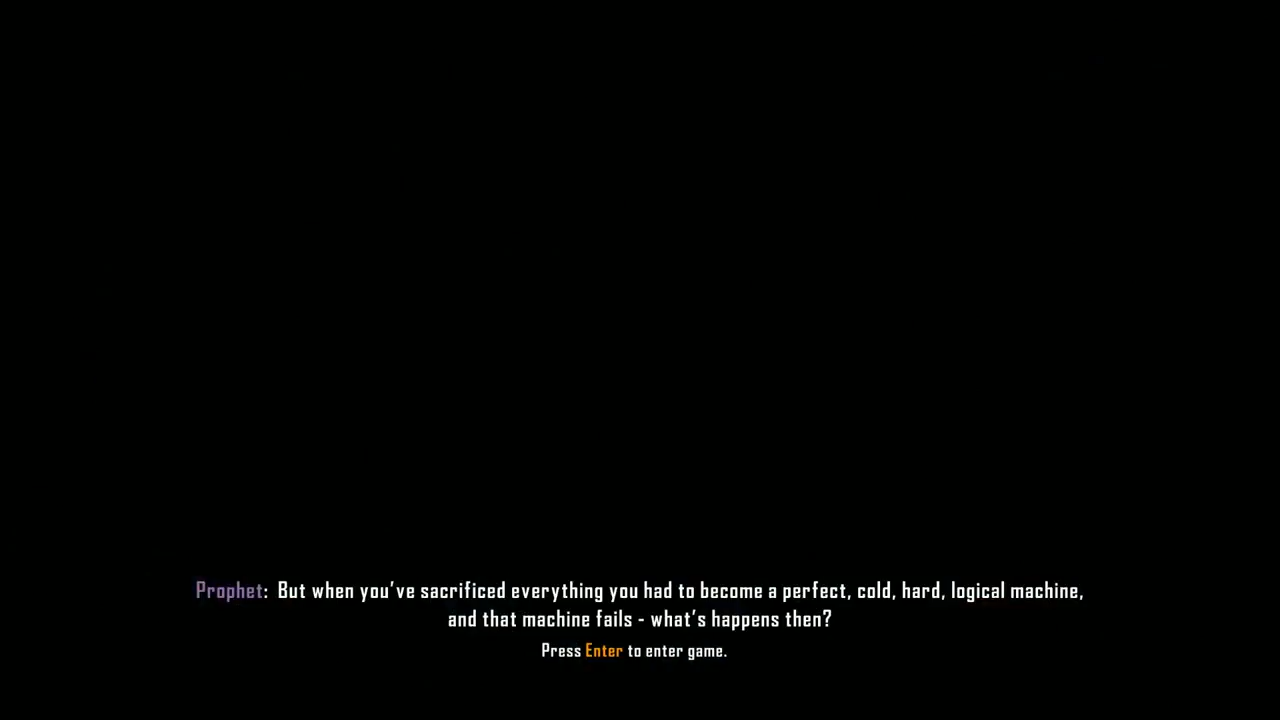 Prophet: But when you've sacrificed everything you had to become a perfect, cold, hard, logical machine,
and that machine fails - what's happens then?
Press Enter to enter game.